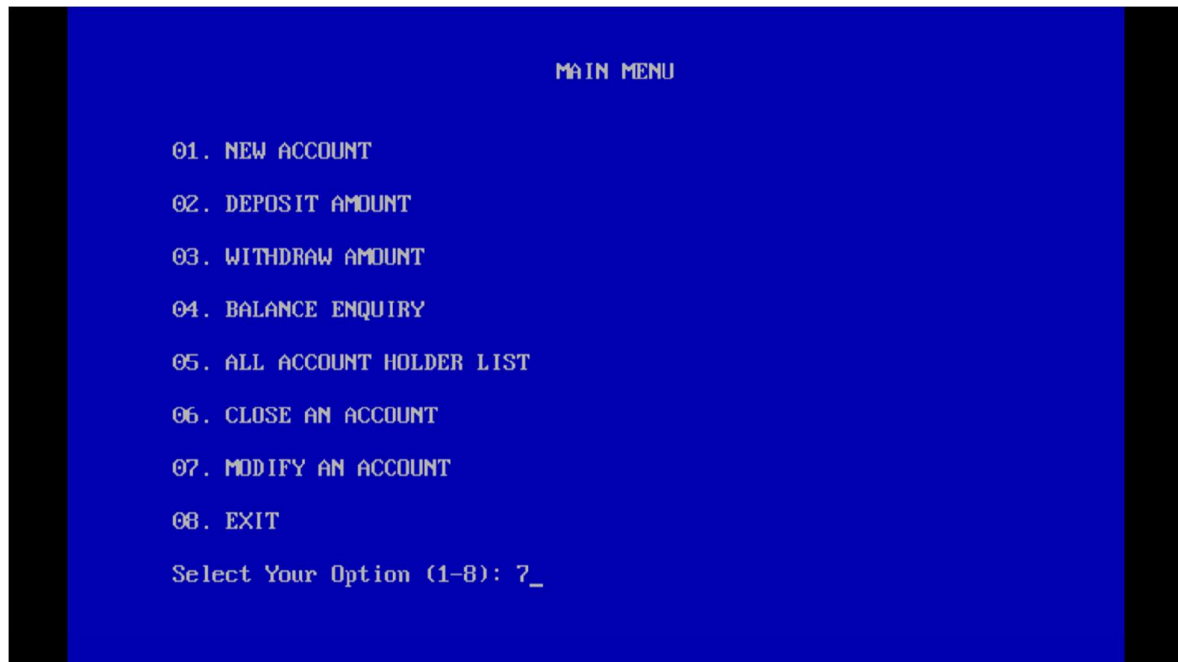 MAIN MENU
01. NEW ACCOUNT
02. DEPOSIT AMOUNT
03. WITHDRAW AMOUNT
04. BALANCE ENQUIRY
05. ALL ACCOUNT HOLDER LIST
06. CLOSE AN ACCOUNT
07. MODIFY AN ACCOUNT
08. EXIT
Select Your Option (1-8): 7_